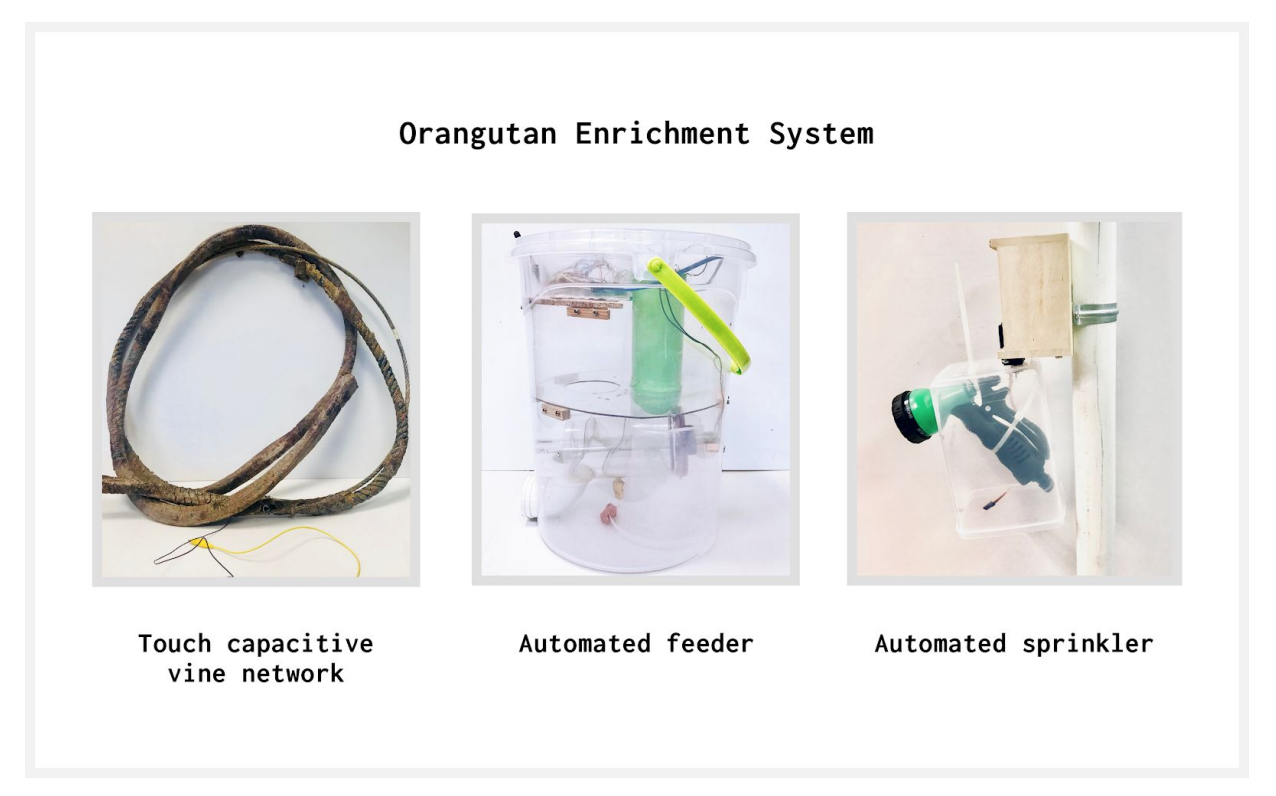 Orangutan Enrichment System
Touch capacitive
vine network
Automated feeder
Automated sprinkler